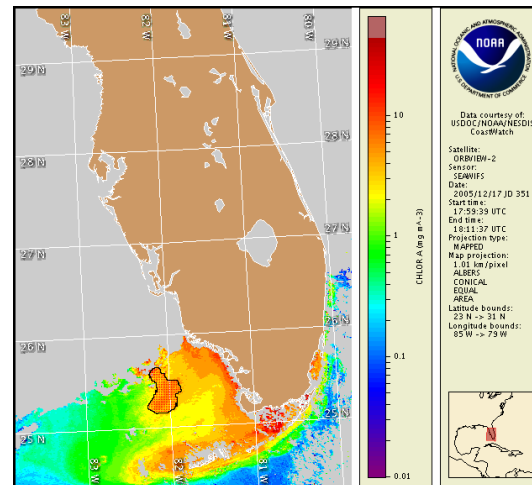 83 W
82 W
81 W
80 W
29 N
29 N
28 N
28 N
27 N
27 N
26 N
26 N
25 N
25 N
83 W
82 W
81 W
10
1
0.1
0.01
CHLOR A (mg m^-3)
NATIONAL OCEANIC AND ATMOSPHERIC ADMINISTRATION
U.S. DEPARTMENT OF COMMERCE
NOAA
Data courtesy of:
USDOC/NOAA/NESDIS
CoastWatch
Satellite:
ORBVIEW-2
Sensor:
SEAWIFS
Date:
2005/12/17 JD 351
Start time:
17:59:39 UTC
End time:
18:11:37 UTC
Projection type:
MAPPED
Map projection:
1.01 km/pixel
ALBERS
CONICAL
EQUAL
AREA
Latitude bounds:
23 N -> 31 N
Longitude bounds:
85 W -> 79 W